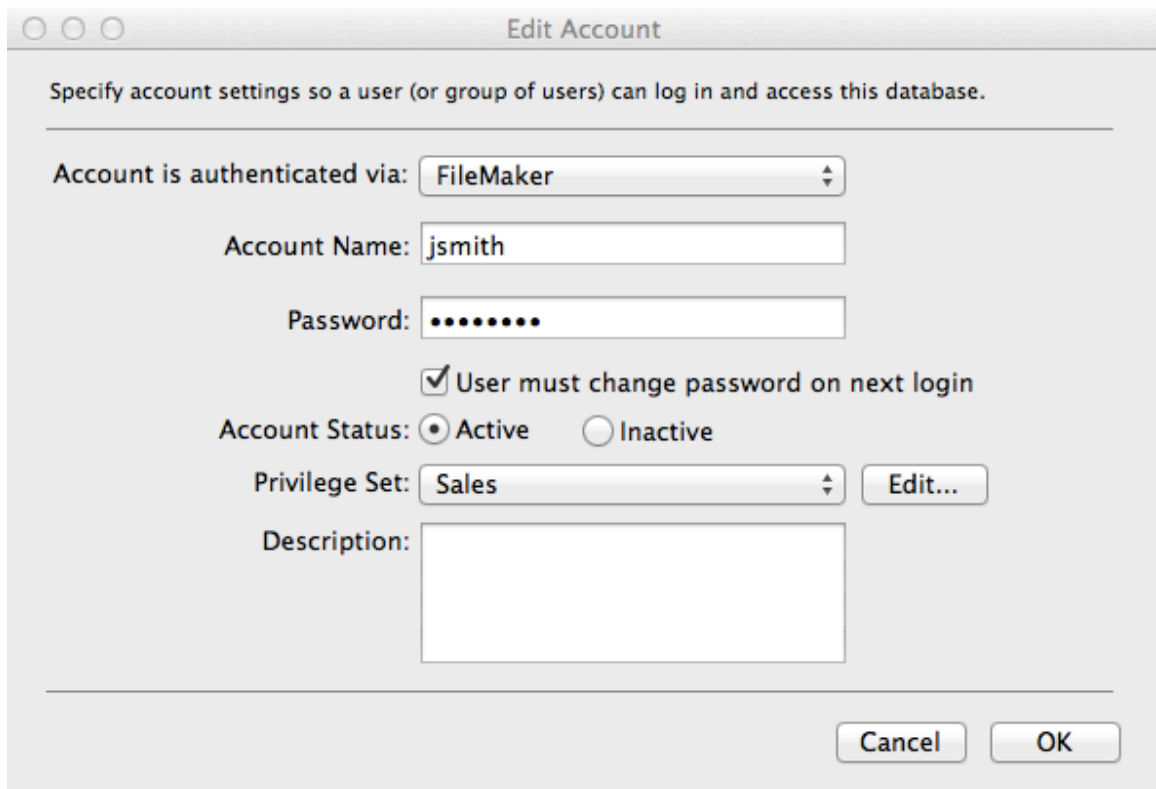 Edit Account
Specify account settings so a user (or group of users) can log in and access this database.
Account is authenticated via: FileMaker
Account Name: jsmith
Password: ••••••••
User must change password on next login
Account Status: Active Inactive
Privilege Set: Sales Edit...
Description:
Cancel OK